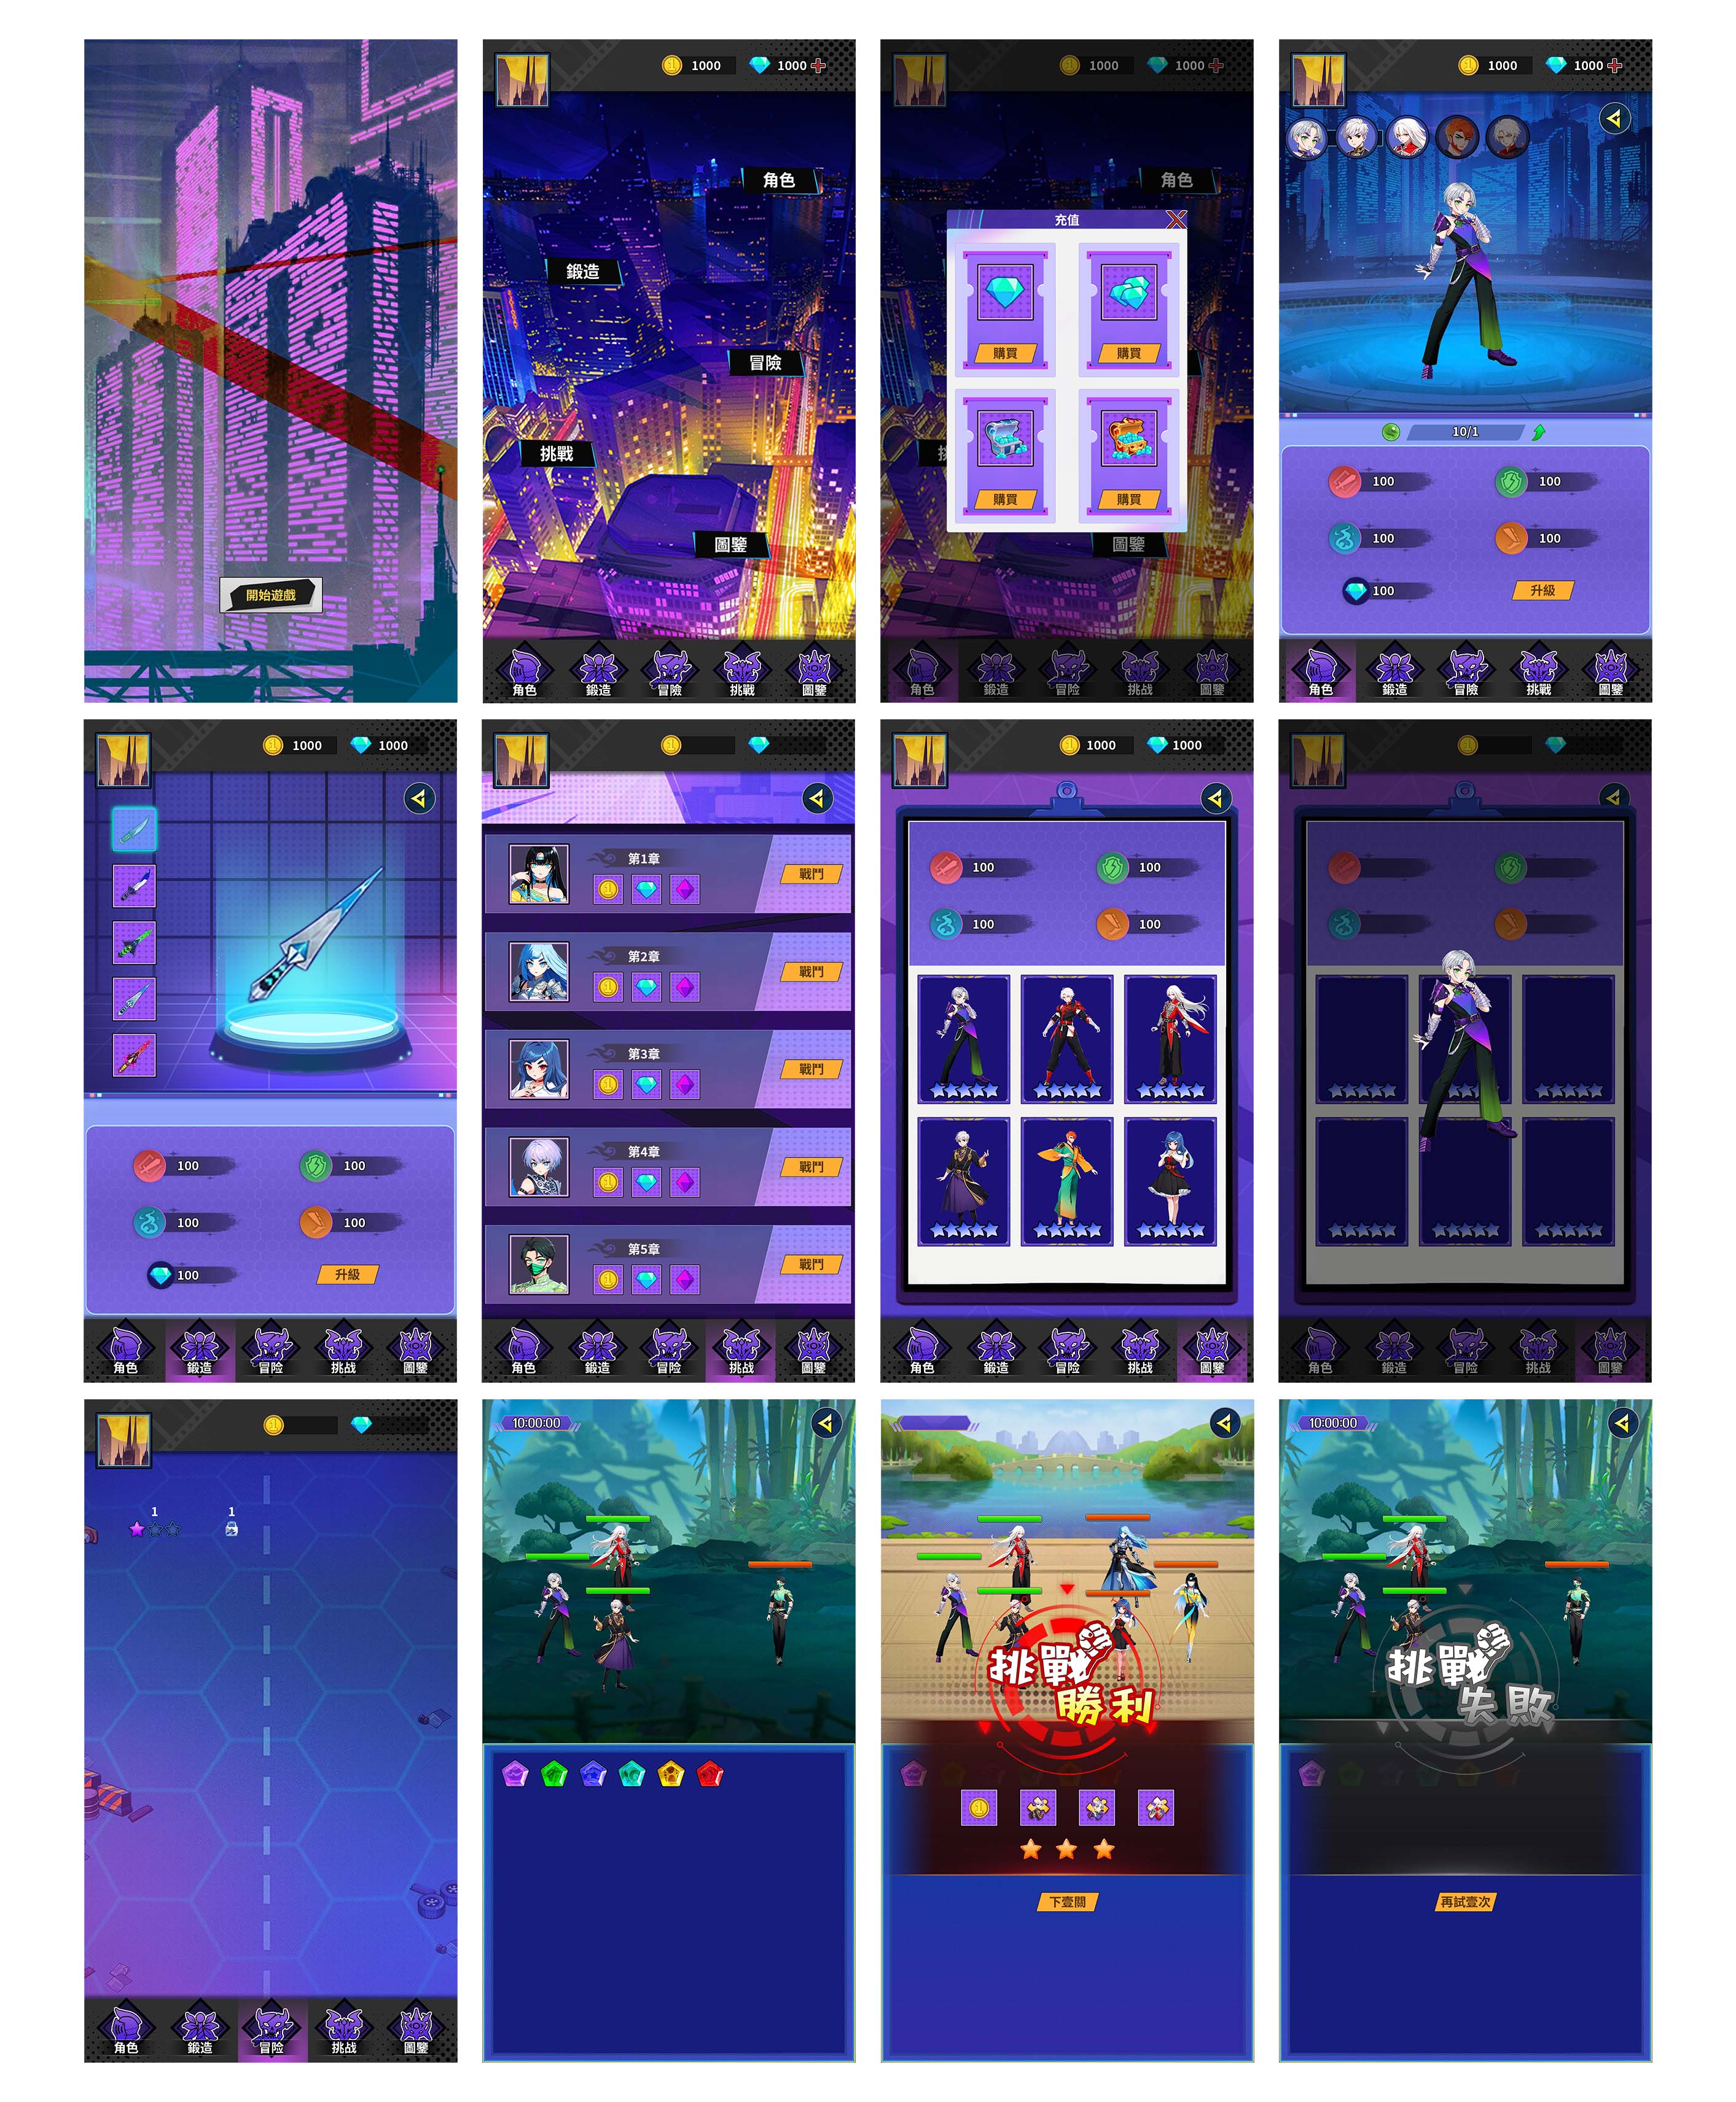 開始遊戲
1000 1000
角色
鍛造
冒險
挑戰
圖鑒
角色 鍛造 冒險 挑戰 圖鑒
1000 1000
角色
充值
購買 購買
購買 購買
挑
圖鑒
角色 鍛造 冒险 挑战 圖鑒
1000 1000
10/1
100 100
100 100
100 升級
角色 鍛造 冒險 挑戰 圖鑒
1000 1000
100 100
100 100
100 升級
角色 鍛造 冒险 挑战 圖鑒
第1章
戰鬥
第2章
戰鬥
第3章
戰鬥
第4章
戰鬥
第5章
戰鬥
角色 鍛造 冒险 挑战 圖鑒
1000 1000
100 100
100 100
角色 鍛造 冒险 挑战 圖鑒
角色 鍛造 冒险 挑战 圖鑒
1 1
角色 鍛造 冒险 挑战 圖鑒
10:00:00
挑戰
勝利
下壹關
10:00:00
挑戰
失敗
再試壹次